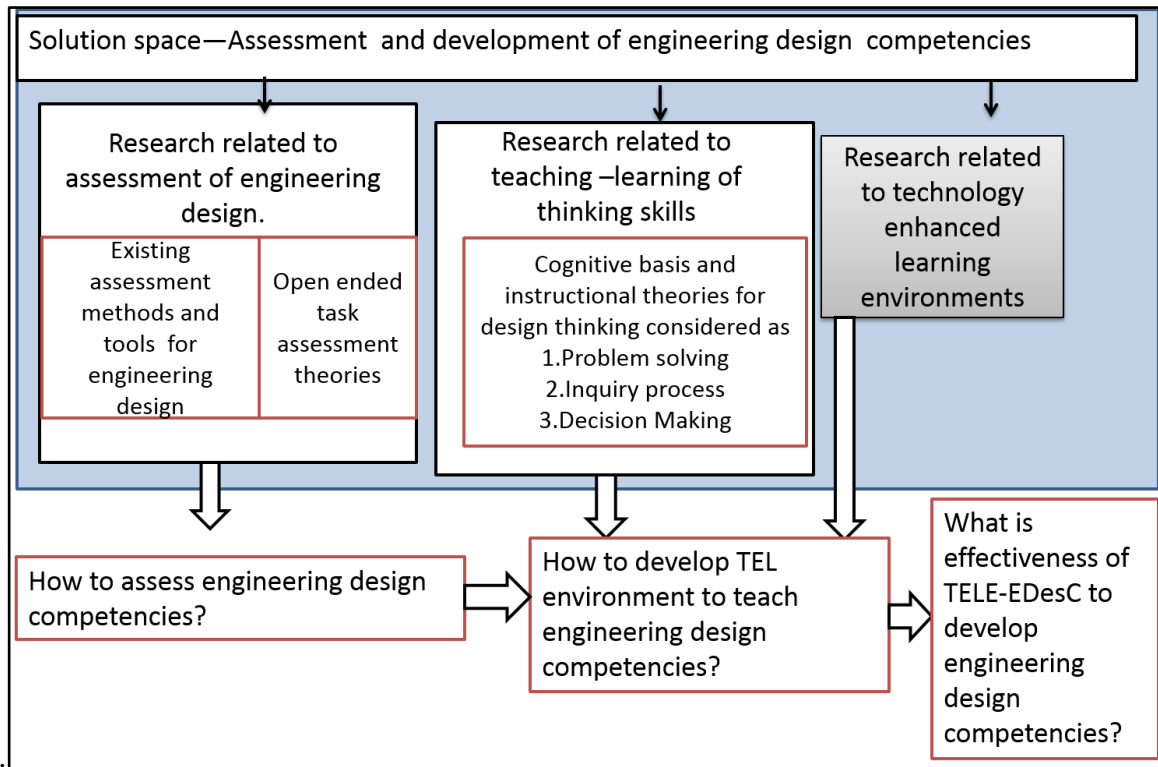 Solution space—Assessment and development of engineering design competencies
Research related to
assessment of engineering
design.
Existing
assessment
methods and
tools for
engineering
design
Open ended
task
assessment
theories
Research related to
teaching –learning of
thinking skills
Cognitive basis and
instructional theories for
design thinking considered as
1.Problem solving
2.Inquiry process
3.Decision Making
Research related
to technology
enhanced
learning
environments
How to assess engineering design
competencies?
How to develop TEL
environment to teach
engineering design
competencies?
What is
effectiveness of
TELE-EDesC to
develop
engineering
design
competencies?
.